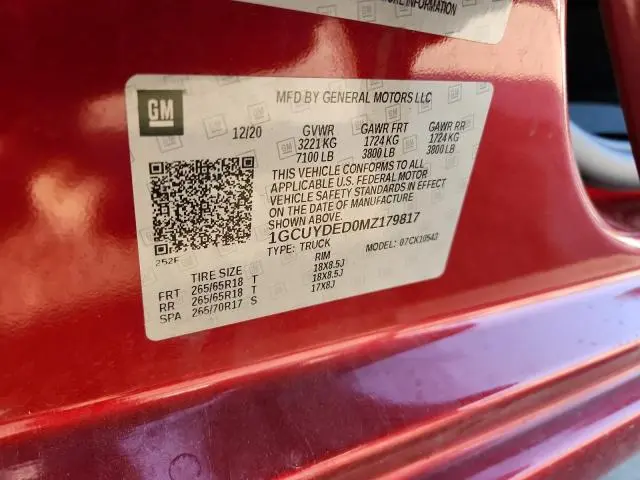 MORE INFORMATION
GM
MFD BY GENERAL MOTORS LLC
12/20 GVWR GAWR FRT GAWR RR
3221 KG 1724 KG 1724 KG
7100 LB 3800 LB 3800 LB
THIS VEHICLE CONFORMS TO ALL
APPLICABLE U.S. FEDERAL MOTOR
VEHICLE SAFETY STANDARDS IN EFFECT
ON THE DATE OF MANUFACTURE
SHOWN ABOVE.
1GCUYDED0MZ179817
TYPE: TRUCK MODEL: 07CK10543
252F
TIRE SIZE RIM
FRT 265/65R18 T 18X8.5J
RR 265/65R18 T 18X8.5J
SPA 265/70R17 S 17X8J